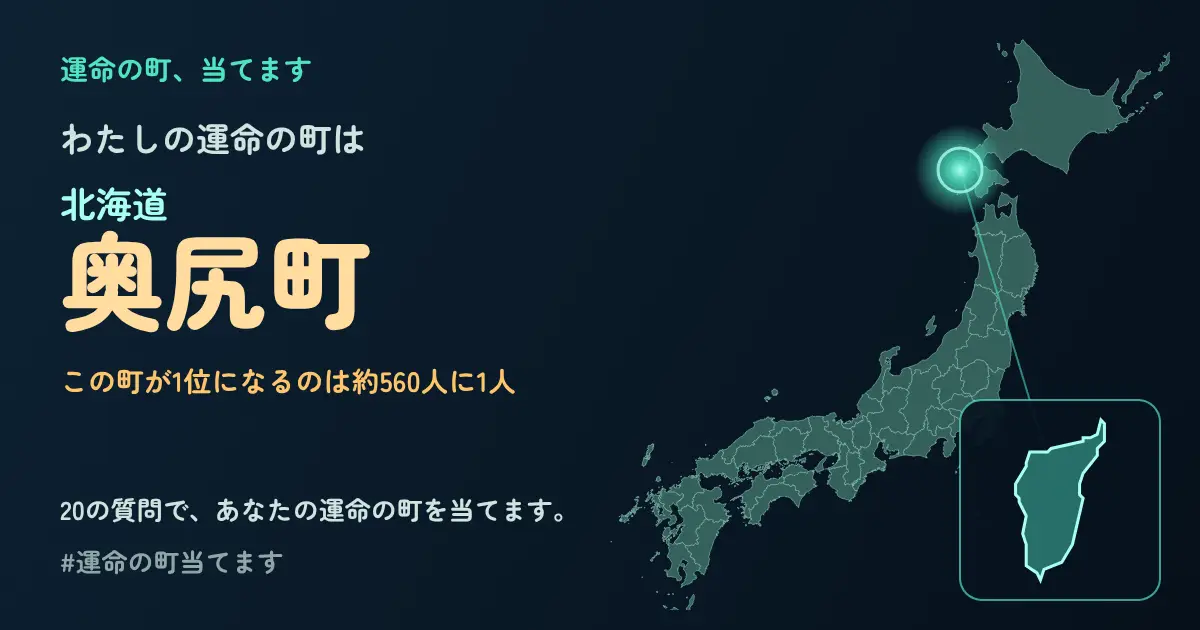 運命の町、当てます
わたしの運命の町は
北海道
奥尻町
この町が1位になるのは約560人に1人
20の質問で、あなたの運命の町を当てます。
#運命の町当てます